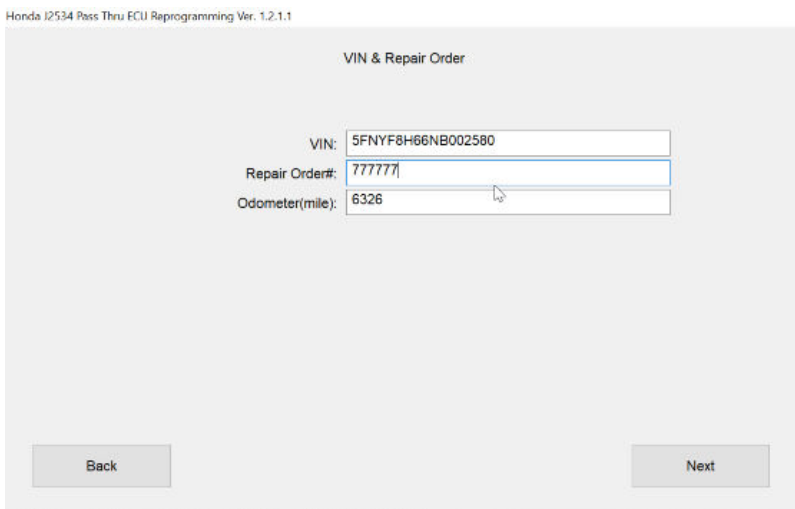 Honda J2534 Pass Thru ECU Reprogramming Ver. 1.2.1.1
VIN & Repair Order
VIN: 5FNYF8H66NB002580
Repair Order#: 777777
Odometer(mile): 6326
Back Next